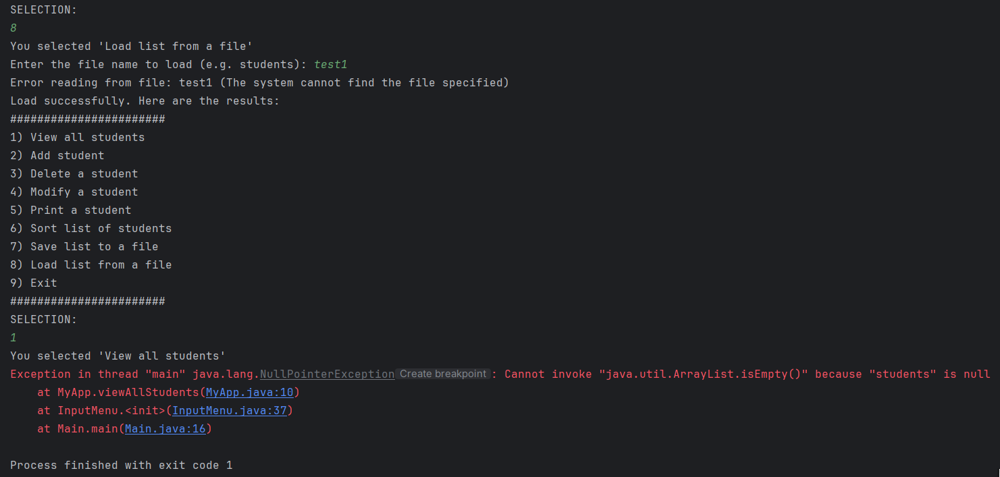 SELECTION:
8
You selected 'Load list from a file'
Enter the file name to load (e.g. students): test1
Error reading from file: test1 (The system cannot find the file specified)
Load successfully. Here are the results:
#######################
1) View all students
2) Add student
3) Delete a student
4) Modify a student
5) Print a student
6) Sort list of students
7) Save list to a file
8) Load list from a file
9) Exit
#######################
SELECTION:
1
You selected 'View all students'
Exception in thread "main" java.lang.NullPointerException Create breakpoint : Cannot invoke "java.util.ArrayList.isEmpty()" because "students" is null
    at MyApp.viewAllStudents(MyApp.java:10)
    at InputMenu.<init>(InputMenu.java:37)
    at Main.main(Main.java:16)
Process finished with exit code 1